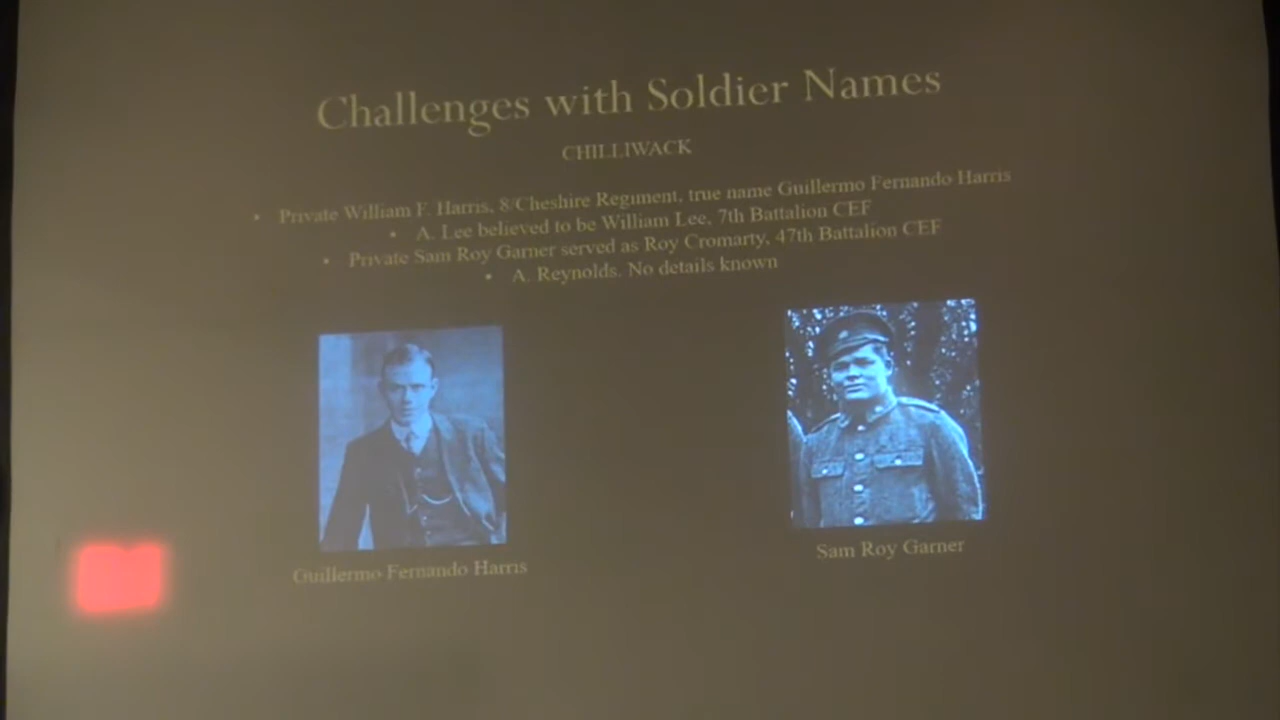 Challenges with Soldier Names
CHILLIWACK
• Private William F. Harris, 8/Cheshire Regiment, true name Guillermo Fernando Harris
• A. Lee believed to be William Lee, 7th Battalion CEF
• Private Sam Roy Garner served as Roy Cromarty, 47th Battalion CEF
• A. Reynolds. No details known
Guillermo Fernando Harris
Sam Roy Garner